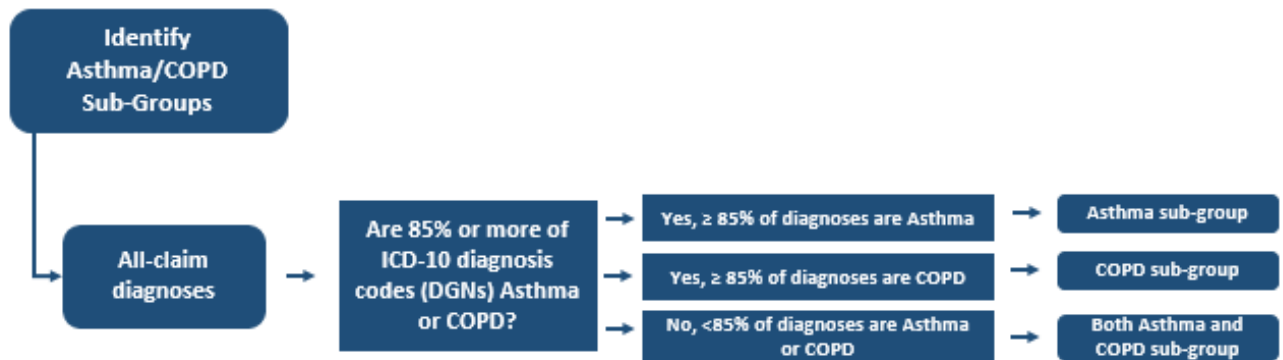 Identify
Asthma/COPD
Sub-Groups
All-claim
diagnoses
Are 85% or more of
ICD-10 diagnosis
codes (DGNs) Asthma
or COPD?
Yes, ≥ 85% of diagnoses are Asthma
Asthma sub-group
Yes, ≥ 85% of diagnoses are COPD
COPD sub-group
No, <85% of diagnoses are Asthma
or COPD
Both Asthma and
COPD sub-group